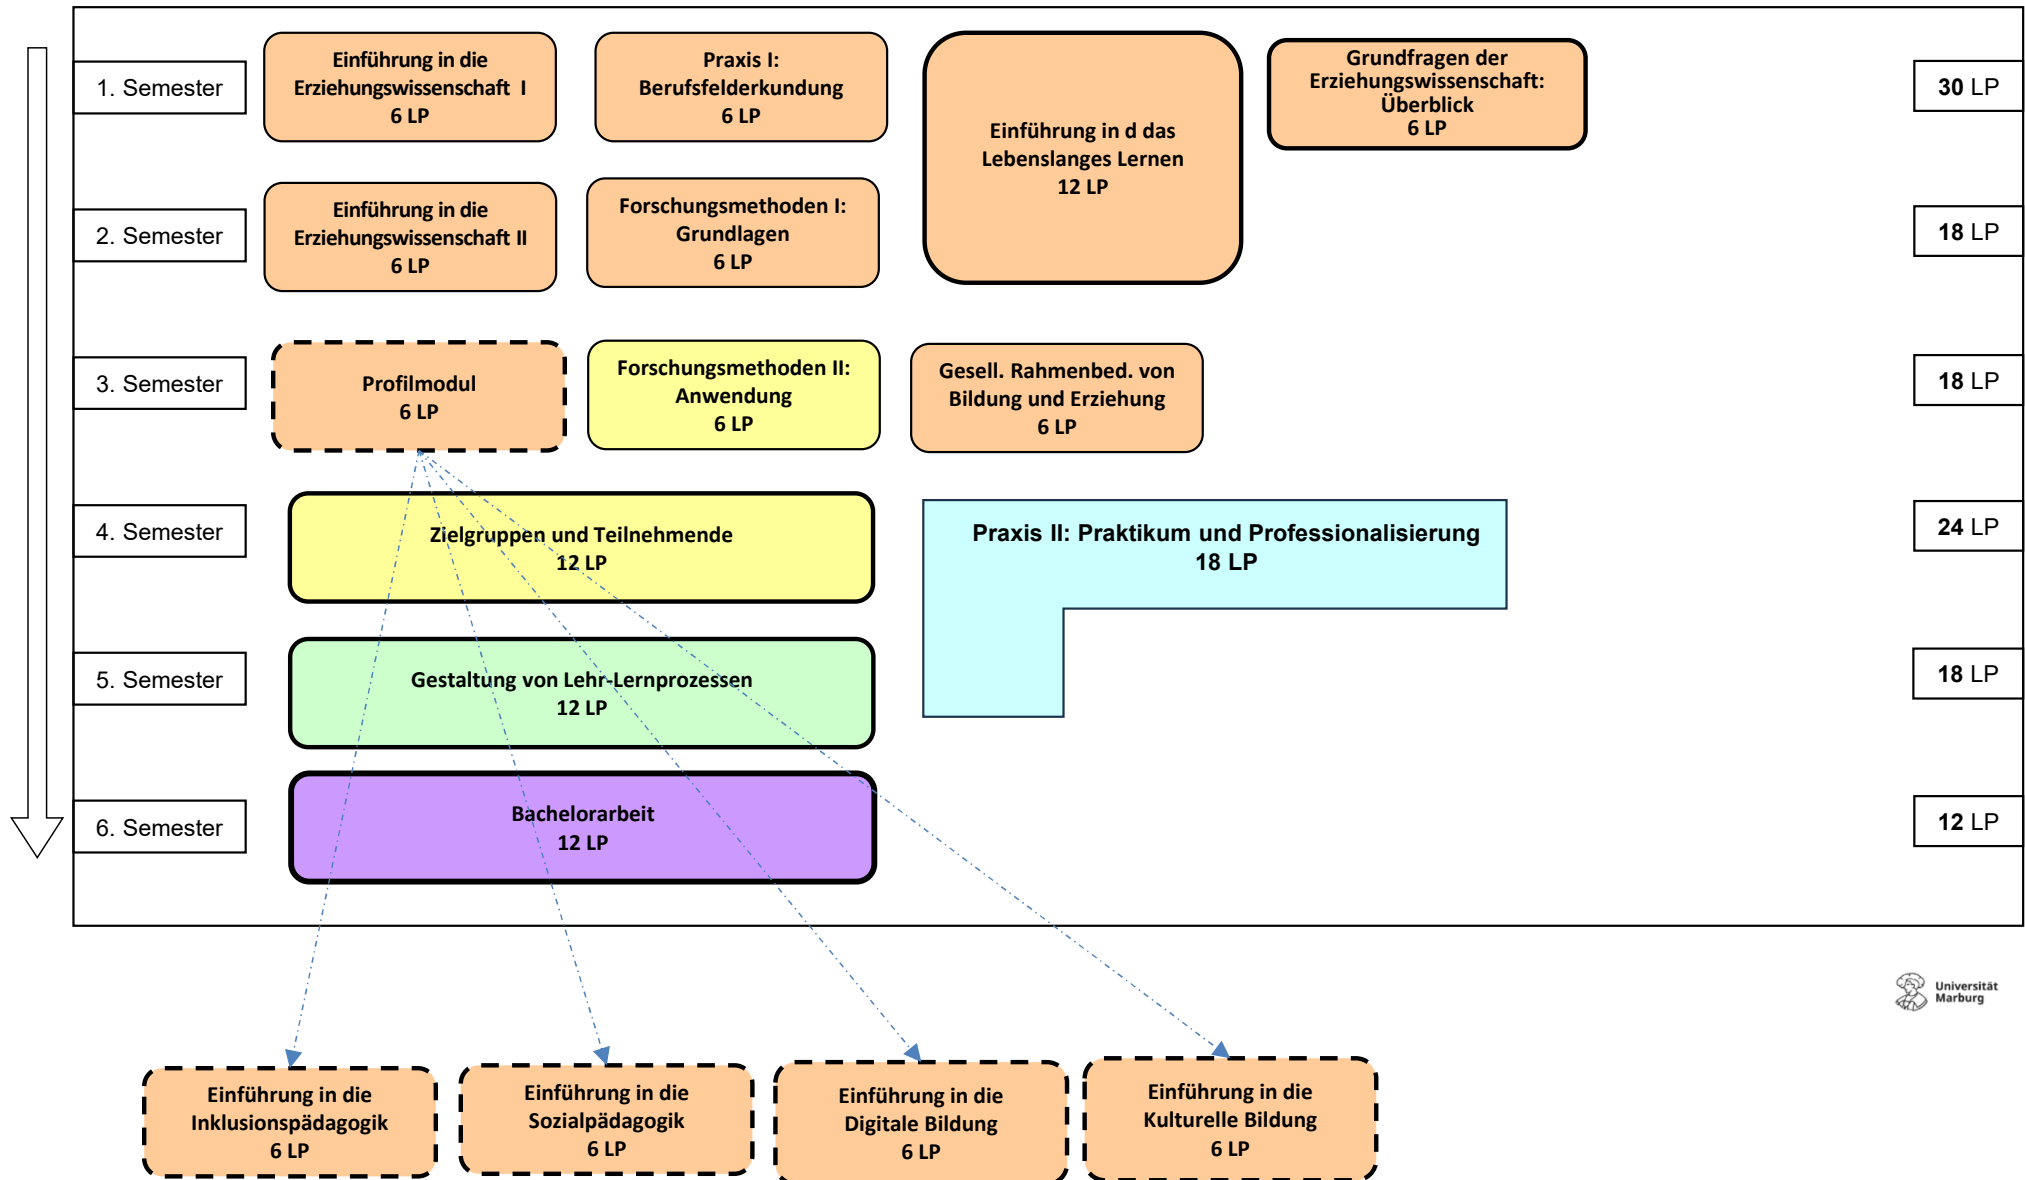 1. Semester
Einführung in die
Erziehungswissenschaft I
6 LP
Praxis I:
Berufsfelderkundung
6 LP
Einführung in d das
Lebenslanges Lernen
12 LP
Grundfragen der
Erziehungswissenschaft:
Überblick
6 LP
30 LP
2. Semester
Einführung in die
Erziehungswissenschaft II
6 LP
Forschungsmethoden I:
Grundlagen
6 LP
18 LP
3. Semester
Profilmodul
6 LP
Forschungsmethoden II:
Anwendung
6 LP
Gesell. Rahmenbed. von
Bildung und Erziehung
6 LP
18 LP
4. Semester
Zielgruppen und Teilnehmende
12 LP
Praxis II: Praktikum und Professionalisierung
18 LP
24 LP
5. Semester
Gestaltung von Lehr-Lernprozessen
12 LP
18 LP
6. Semester
Bachelorarbeit
12 LP
12 LP
Universität
Marburg
Einführung in die
Inklusionspädagogik
6 LP
Einführung in die
Sozialpädagogik
6 LP
Einführung in die
Digitale Bildung
6 LP
Einführung in die
Kulturelle Bildung
6 LP